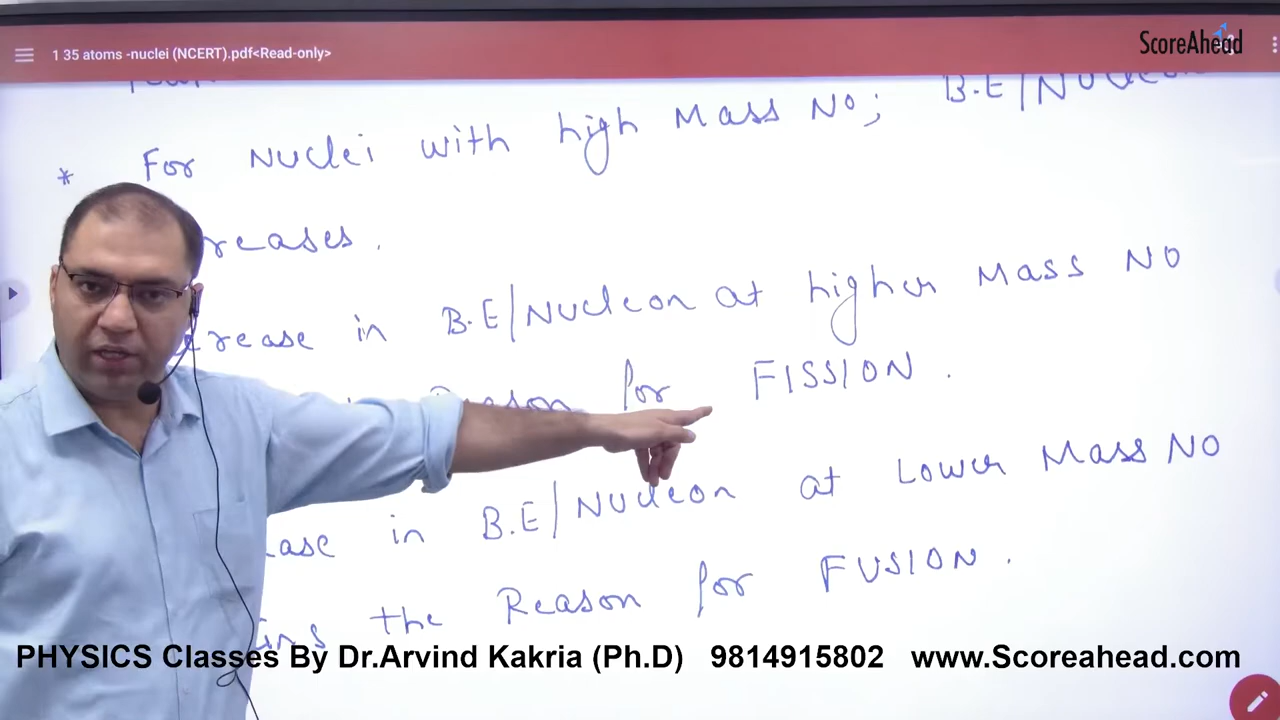 1 35 atoms -nuclei (NCERT).pdf<Read-only>
ScoreAhead
B.E/Nucleon
* For Nuclei with high Mass No;
reases.
rease in B.E/Nucleon at higher Mass No
Reason for FISSION.
ase in B.E/Nucleon at Lower Mass No
the Reason for FUSION.
PHYSICS Classes By Dr.Arvind Kakria (Ph.D) 9814915802 www.Scoreahead.com